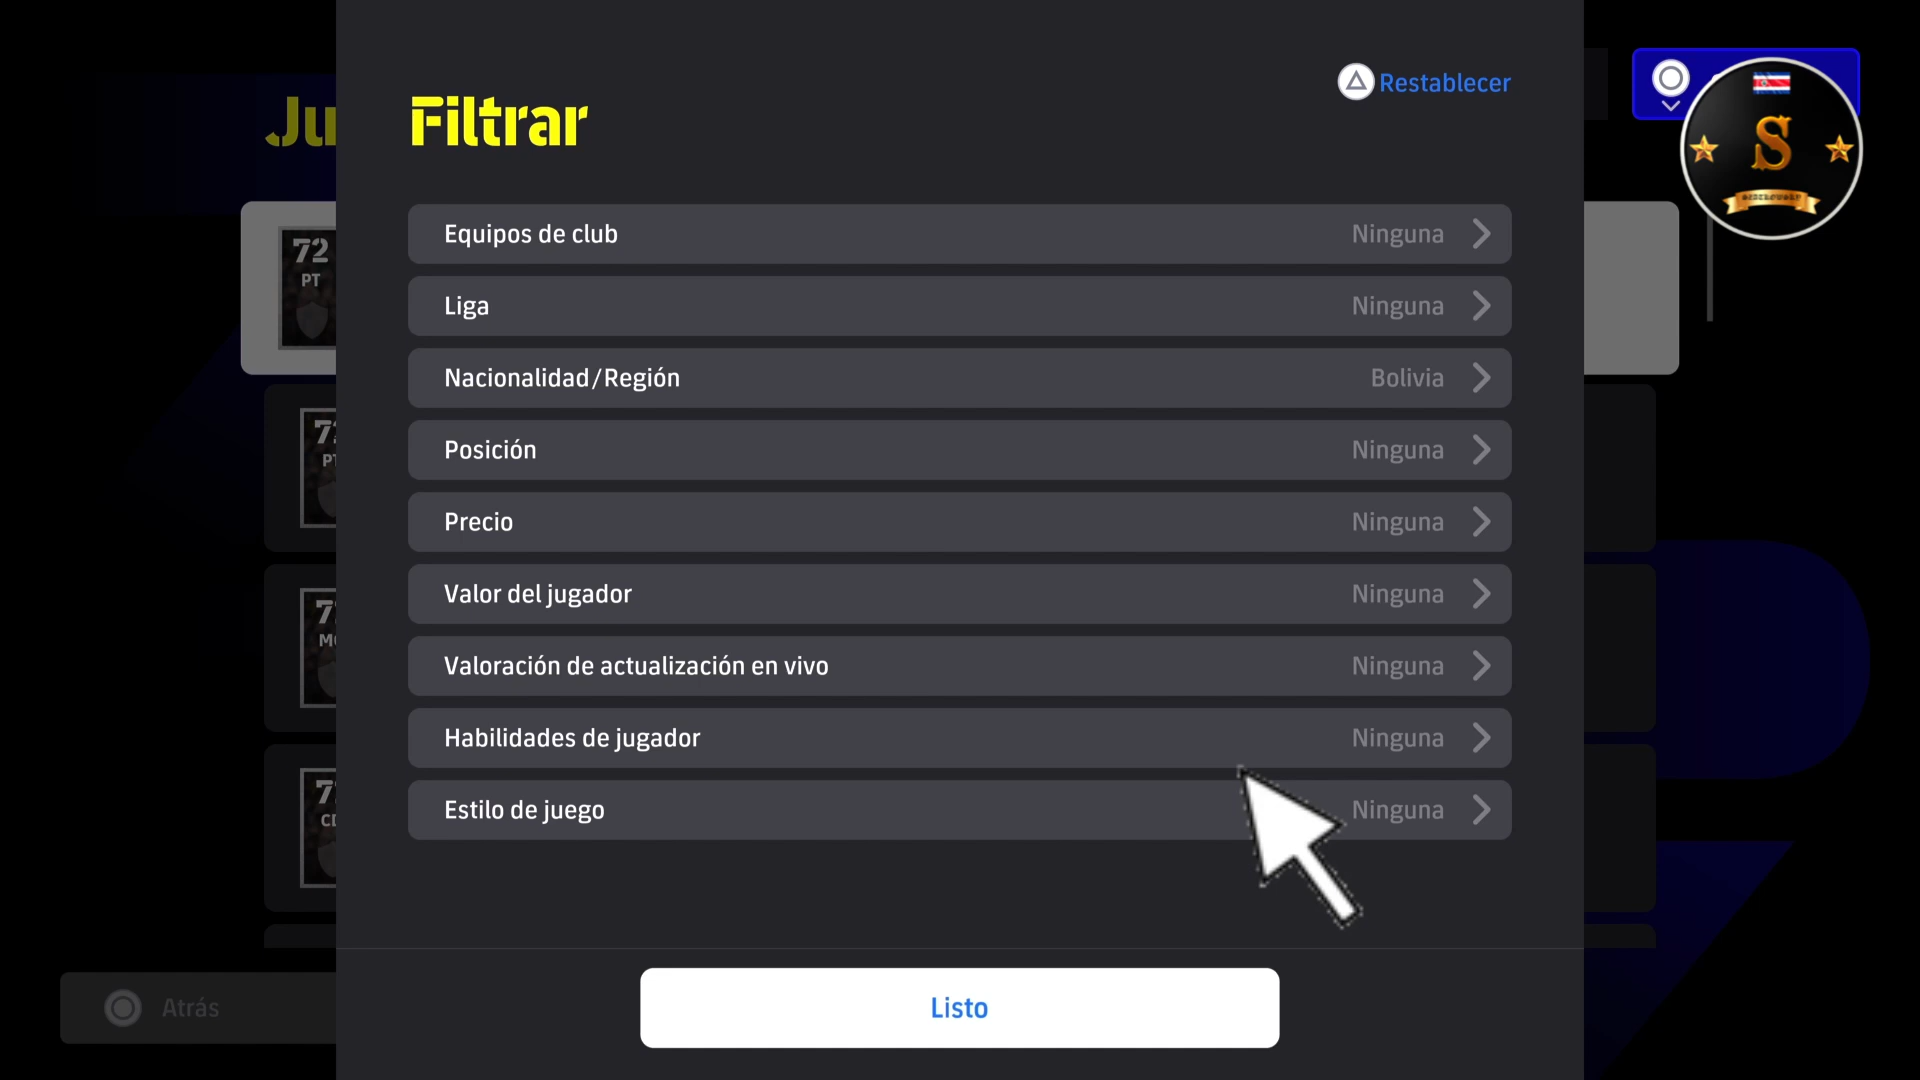 Restablecer
Filtrar
Ju
72
PT
Equipos de club Ninguna
Liga Ninguna
Nacionalidad/Región Bolivia
Posición Ninguna
Precio Ninguna
Valor del jugador Ninguna
Valoración de actualización en vivo Ninguna
Habilidades de jugador Ninguna
Estilo de juego Ninguna
Atrás
Listo
S